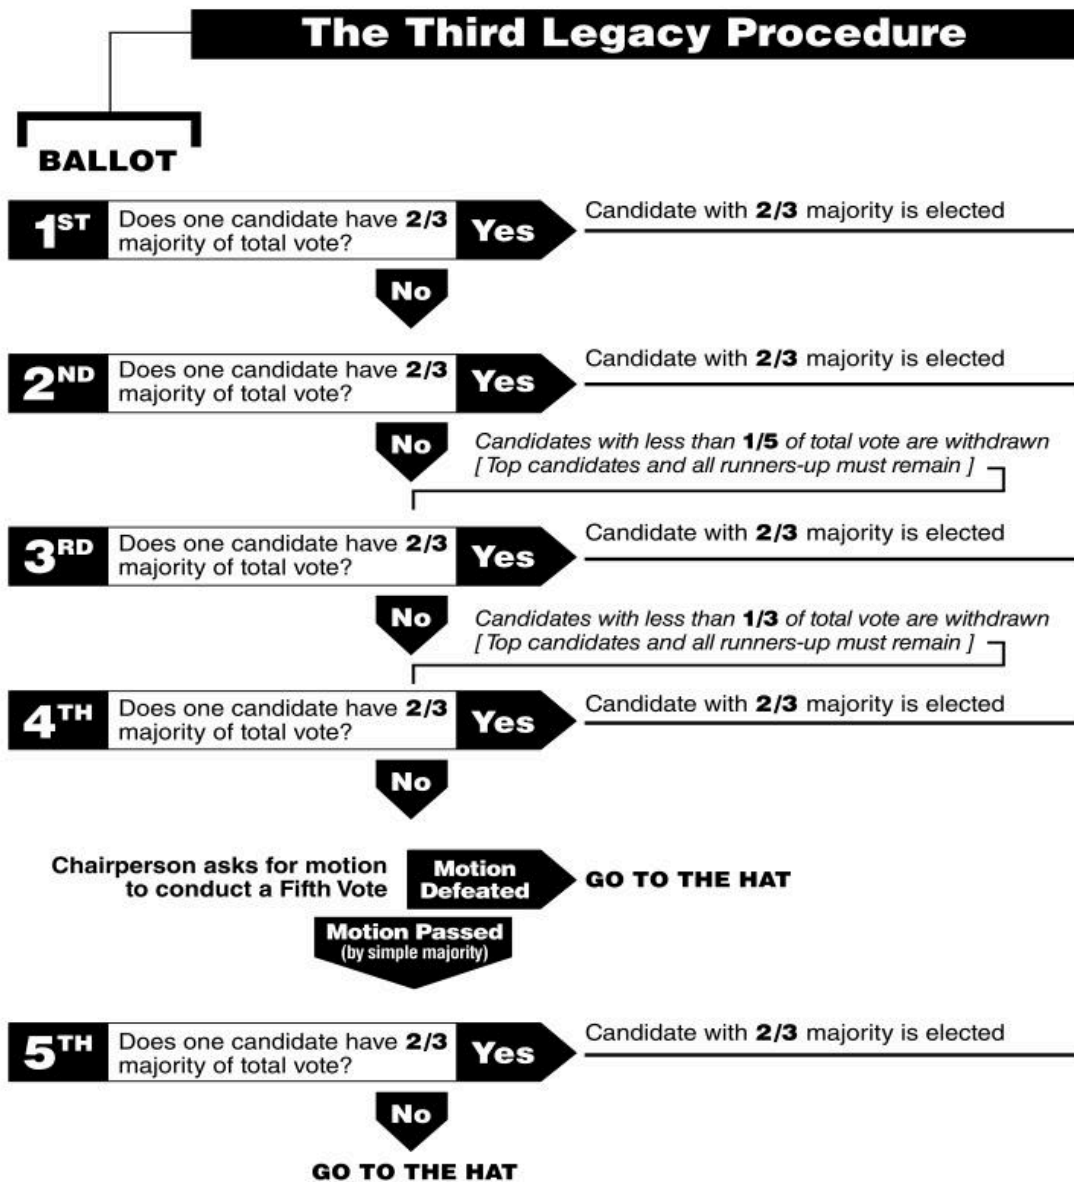 The Third Legacy Procedure
BALLOT
1ST Does one candidate have 2/3 majority of total vote? Yes Candidate with 2/3 majority is elected
No
2ND Does one candidate have 2/3 majority of total vote? Yes Candidate with 2/3 majority is elected
No
Candidates with less than 1/5 of total vote are withdrawn
[ Top candidates and all runners-up must remain ]
3RD Does one candidate have 2/3 majority of total vote? Yes Candidate with 2/3 majority is elected
No
Candidates with less than 1/3 of total vote are withdrawn
[ Top candidates and all runners-up must remain ]
4TH Does one candidate have 2/3 majority of total vote? Yes Candidate with 2/3 majority is elected
No
Chairperson asks for motion
to conduct a Fifth Vote
Motion
Defeated
GO TO THE HAT
Motion Passed
(by simple majority)
5TH Does one candidate have 2/3 majority of total vote? Yes Candidate with 2/3 majority is elected
No
GO TO THE HAT